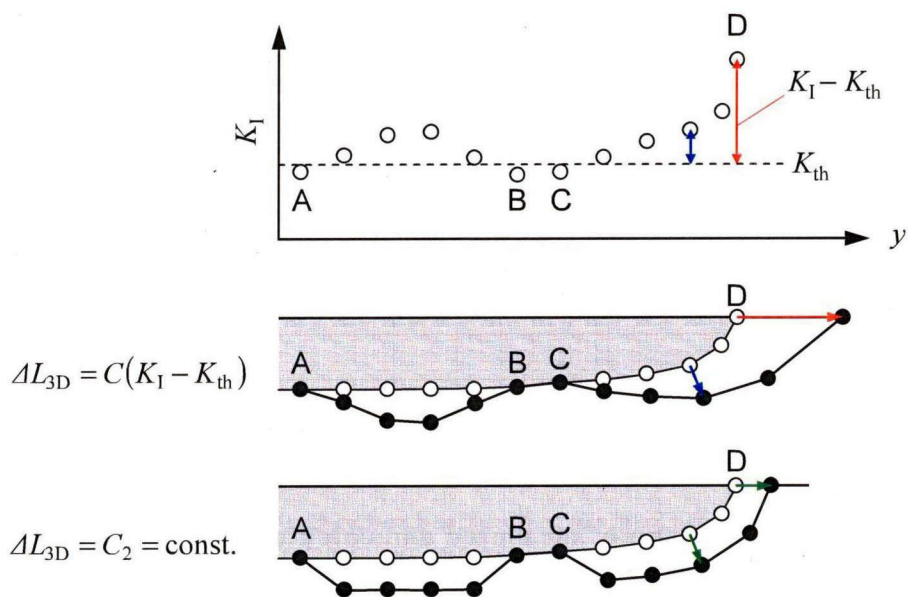 D
K_I
K_I − K_th
K_th
A
B
C
y
D
A
B
C
ΔL_3D = C(K_I − K_th)
D
A
B
C
ΔL_3D = C_2 = const.